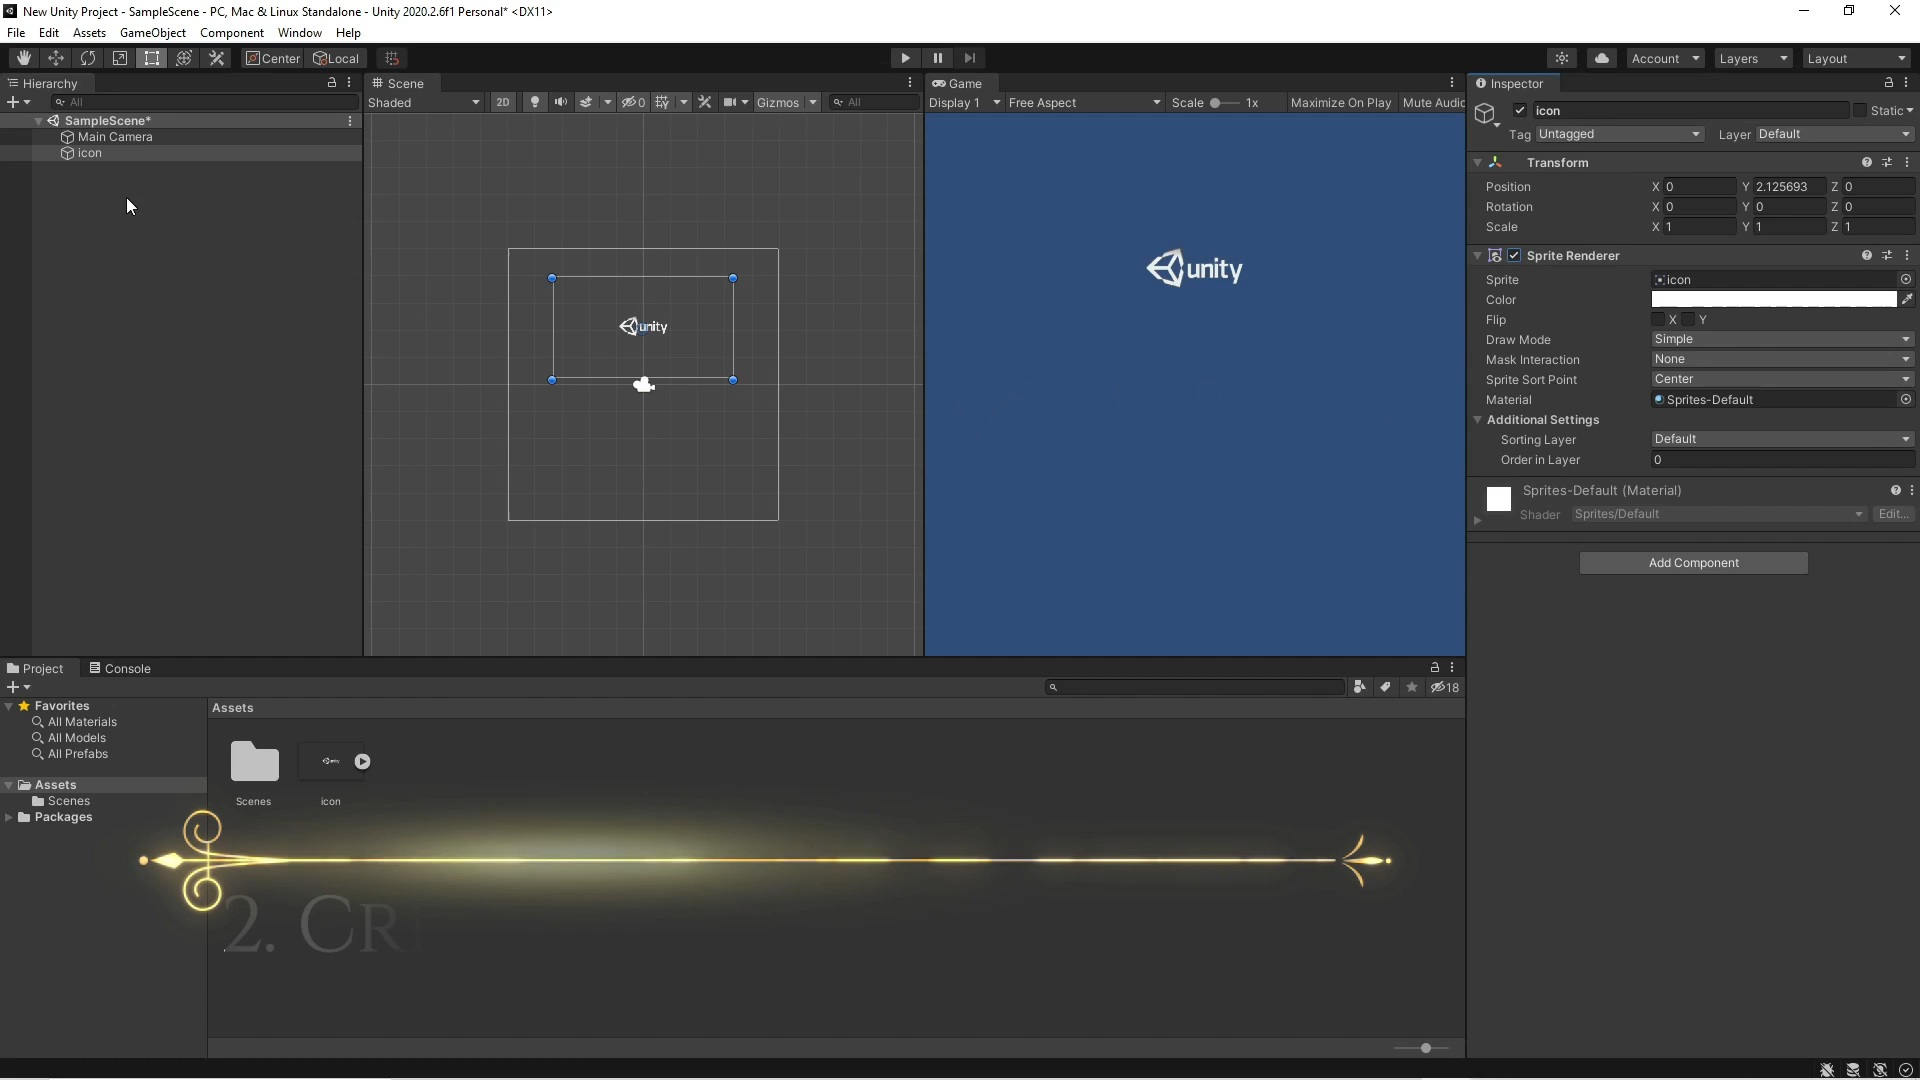 New Unity Project - SampleScene - PC, Mac & Linux Standalone - Unity 2020.2.6f1 Personal* <DX11>
File Edit Assets GameObject Component Window Help
Center Local
Account Layers Layout
Hierarchy
All
SampleScene*
Main Camera
icon
Scene
Shaded 2D 0 Gizmos All
unity
Game
Display 1 Free Aspect Scale 1x Maximize On Play Mute Audio
unity
Inspector
icon Static
Tag Untagged Layer Default
Transform
Position X 0 Y 2.125693 Z 0
Rotation X 0 Y 0 Z 0
Scale X 1 Y 1 Z 1
Sprite Renderer
Sprite icon
Color
Flip X Y
Draw Mode Simple
Mask Interaction None
Sprite Sort Point Center
Material Sprites-Default
Additional Settings
Sorting Layer Default
Order in Layer 0
Sprites-Default (Material)
Shader Sprites/Default Edit...
Add Component
Project Console
18
Favorites
All Materials
All Models
All Prefabs
Assets
Scenes
Packages
Assets
Scenes icon
2. CR